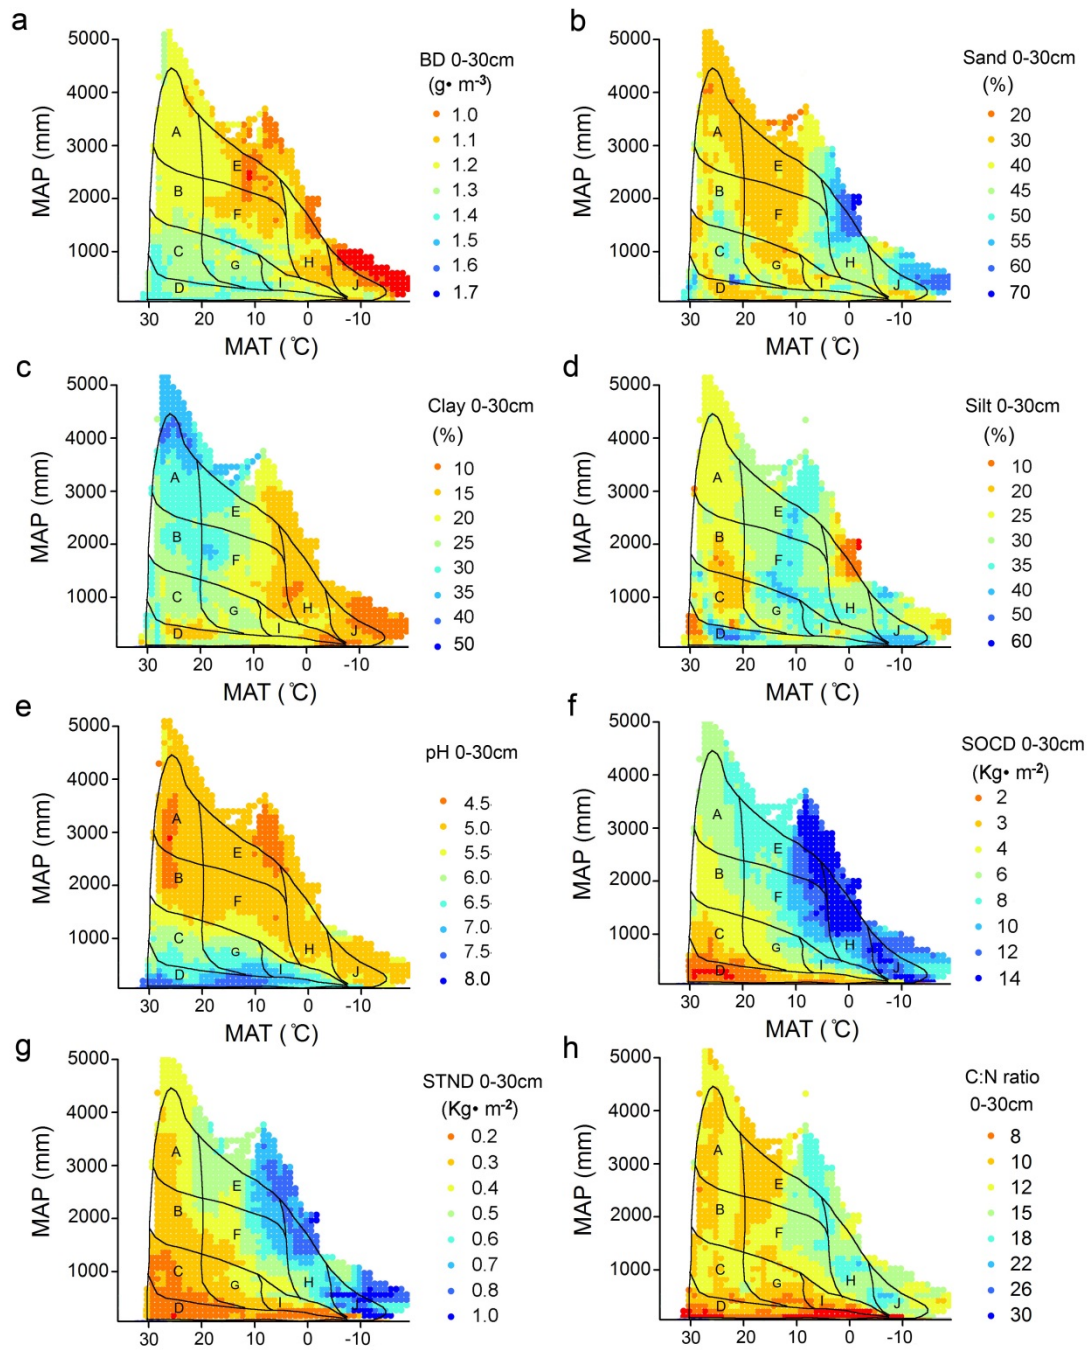 a
BD 0-30cm
(g• m-3)
1.0
1.1
1.2
1.3
1.4
1.5
1.6
1.7
5000
4000
3000
2000
1000
MAP (mm)
A
B
C
D
E
F
G
H
I
J
30 20 10 0 -10
MAT (℃)
b
Sand 0-30cm
(%)
20
30
40
45
50
55
60
70
5000
4000
3000
2000
1000
MAP (mm)
A
B
C
D
E
F
G
H
I
J
30 20 10 0 -10
MAT (℃)
c
Clay 0-30cm
(%)
10
15
20
25
30
35
40
50
5000
4000
3000
2000
1000
MAP (mm)
A
B
C
D
E
F
G
H
I
J
30 20 10 0 -10
MAT (℃)
d
Silt 0-30cm
(%)
10
20
25
30
35
40
50
60
5000
4000
3000
2000
1000
MAP (mm)
A
B
C
D
E
F
G
H
I
J
30 20 10 0 -10
MAT (℃)
e
pH 0-30cm
4.5
5.0
5.5
6.0
6.5
7.0
7.5
8.0
5000
4000
3000
2000
1000
MAP (mm)
A
B
C
D
E
F
G
H
I
J
30 20 10 0 -10
MAT (℃)
f
SOCD 0-30cm
(Kg• m-2)
2
3
4
6
8
10
12
14
5000
4000
3000
2000
1000
MAP (mm)
A
B
C
D
E
F
G
H
I
J
30 20 10 0 -10
MAT (℃)
g
STND 0-30cm
(Kg• m-2)
0.2
0.3
0.4
0.5
0.6
0.7
0.8
1.0
5000
4000
3000
2000
1000
MAP (mm)
A
B
C
D
E
F
G
H
I
J
30 20 10 0 -10
h
C:N ratio
0-30cm
8
10
12
15
18
22
26
30
5000
4000
3000
2000
1000
MAP (mm)
A
B
C
D
E
F
G
H
I
J
30 20 10 0 -10